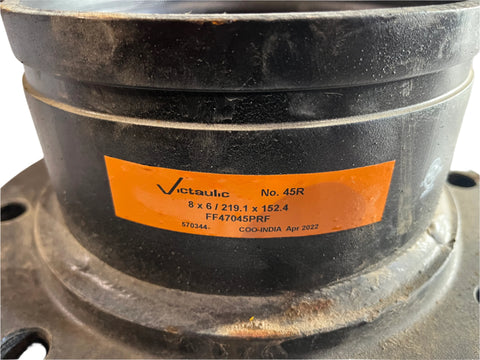 Victaulic No. 45R
8 x 6 / 219.1 x 152.4
FF47045PRF
570344- COO-INDIA Apr 2022